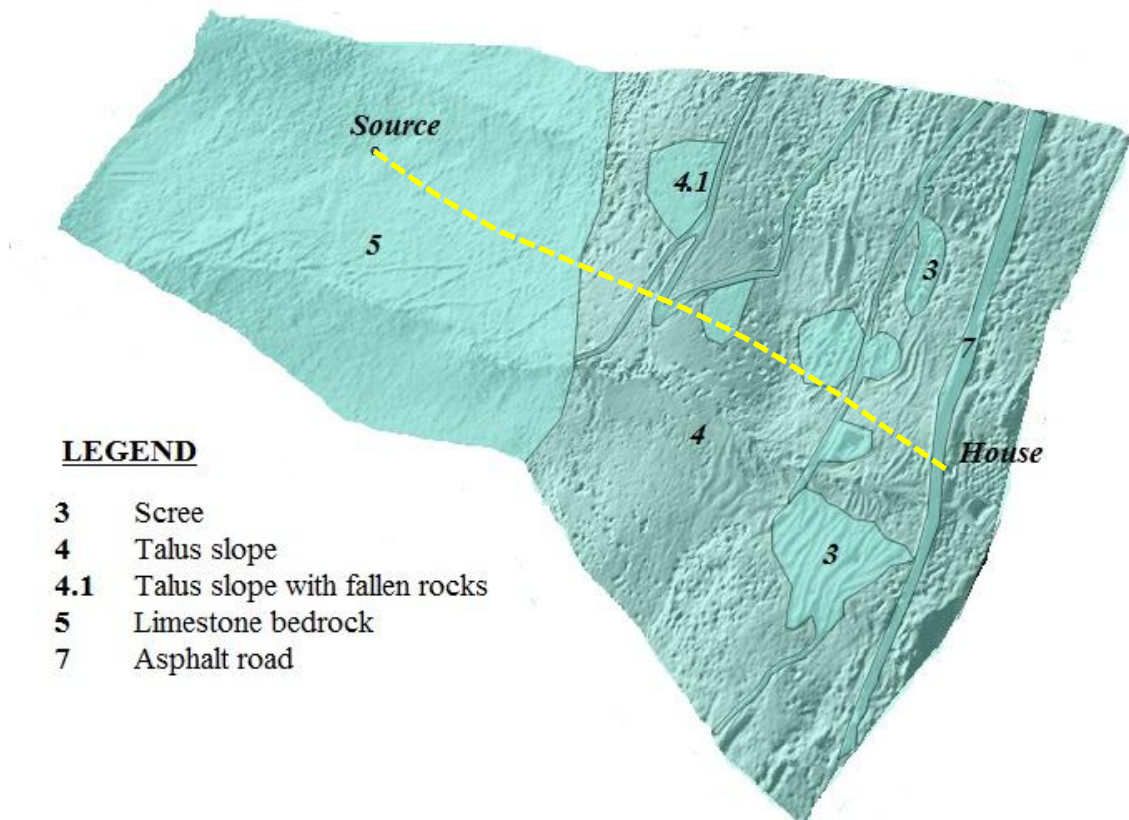 Source
4.1
5
3
7
4
House
3
LEGEND
3 Scree
4 Talus slope
4.1 Talus slope with fallen rocks
5 Limestone bedrock
7 Asphalt road